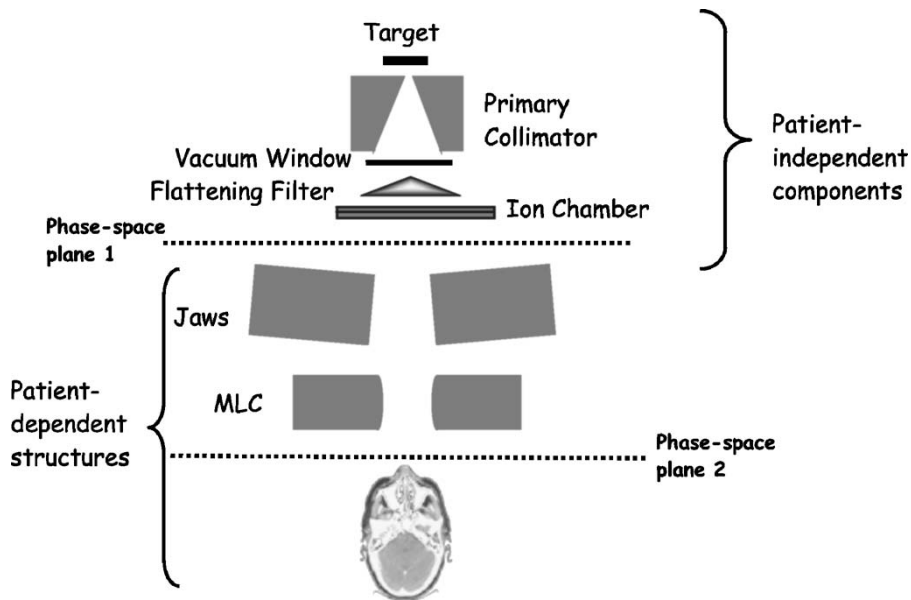 Target
Primary
Collimator
Patient-
independent
components
Vacuum Window
Flattening Filter
Ion Chamber
Phase-space
plane 1
Jaws
Patient-
dependent
structures
MLC
Phase-space
plane 2